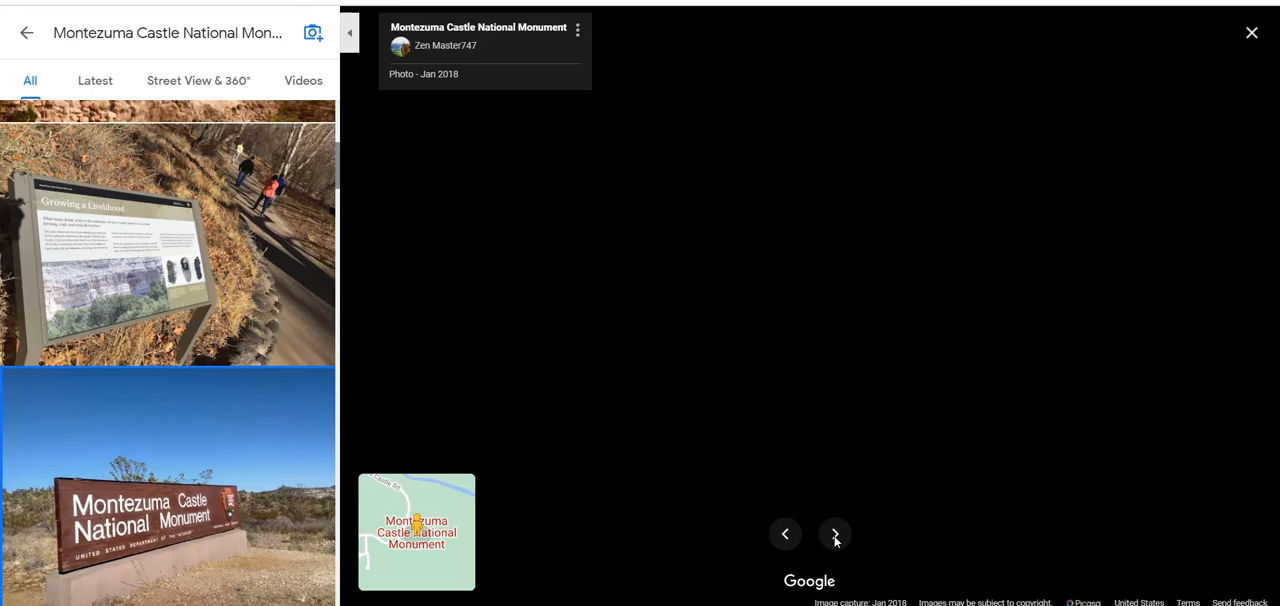 Montezuma Castle National Mon...
All
Latest
Street View & 360°
Videos
Growing a Livelihood
Montezuma Castle
National Monument
UNITED STATES DEPARTMENT OF THE INTERIOR
Montezuma Castle National Monument
Zen Master747
Photo - Jan 2018
Castle Rd
Montezuma
Castle National
Monument
Google
Image capture: Jan 2018 Images may be subject to copyright. Picasa United States Terms Send feedback